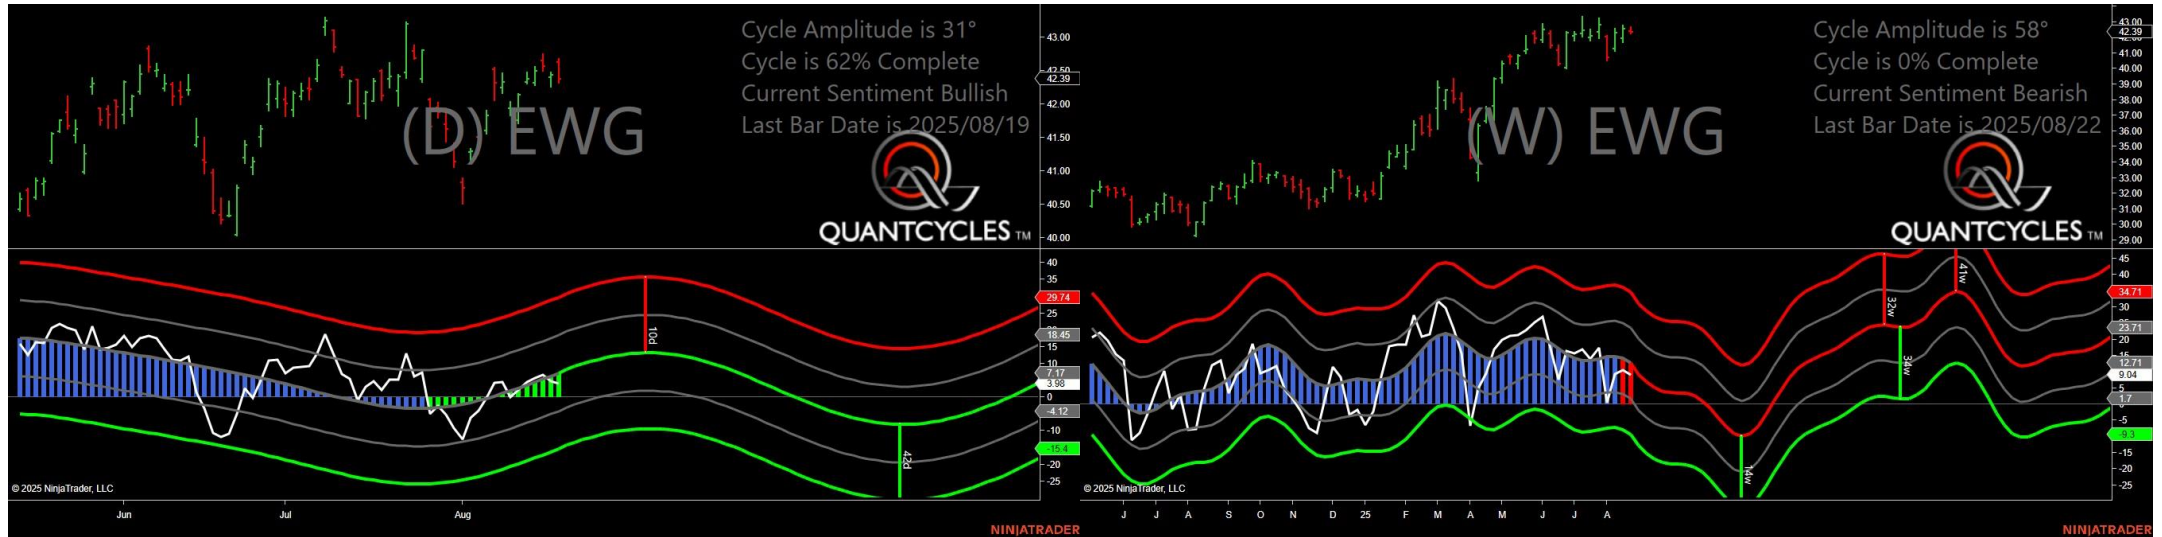 Cycle Amplitude is 31°
Cycle is 62% Complete
Current Sentiment Bullish
Last Bar Date is 2025/08/19
(D) EWG
QUANTCYCLES TM
43.00
42.50
42.39
42.00
41.50
41.00
40.50
40.00
40
35
29.74
25
20
18.45
15
10
7.17
3.98
0
-4.12
-10
-15.4
-20
-25
10d
42d
© 2025 NinjaTrader, LLC
Jun
Jul
Aug
NINJATRADER
Cycle Amplitude is 58°
Cycle is 0% Complete
Current Sentiment Bearish
Last Bar Date is 2025/08/22
(W) EWG
QUANTCYCLES TM
43.00
42.39
41.00
40.00
39.00
38.00
37.00
36.00
35.00
34.00
33.00
32.00
31.00
30.00
29.00
45
40
34.71
30
23.71
20
15
12.71
9.04
5
1.7
-5
-9.3
-15
-20
-25
32w
41w
34w
14w
© 2025 NinjaTrader, LLC
J
J
A
S
O
N
D
25
F
M
A
M
J
J
A
NINJATRADER